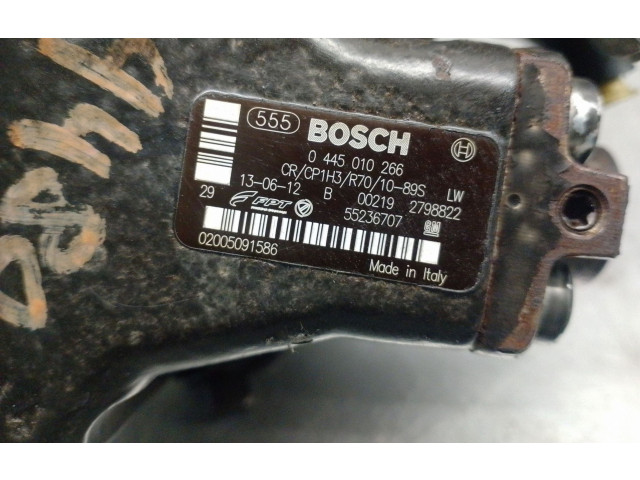 555 BOSCH
0 445 010 266
CR/CP1H3/R70/10-89S LW
29 13-06-12 B 00219 2798822
FPT 55236707 GM
02005091586
Made in Italy